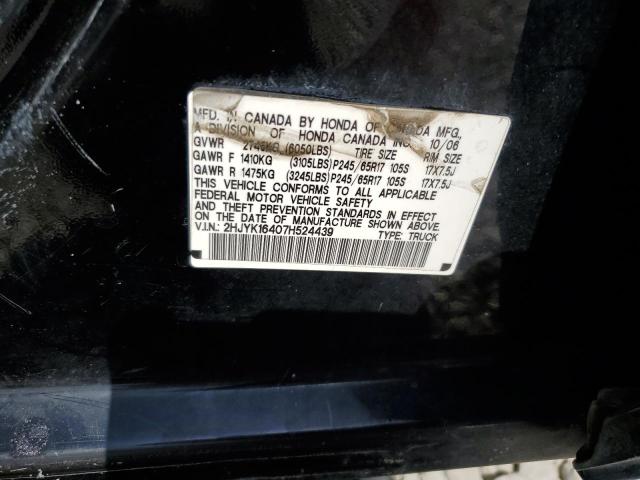 MFD. IN CANADA BY HONDA OF CANADA MFG.,
A DIVISION OF HONDA CANADA INC. 10/06
GVWR 2745KG (6050LBS) TIRE SIZE RIM SIZE
GAWR F 1410KG (3105LBS) P245/65R17 105S 17X7.5J
GAWR R 1475KG (3245LBS) P245/65R17 105S 17X7.5J
THIS VEHICLE CONFORMS TO ALL APPLICABLE
FEDERAL MOTOR VEHICLE SAFETY
AND THEFT PREVENTION STANDARDS IN EFFECT
ON THE DATE OF MANUFACTURE SHOWN ABOVE.
V.I.N.: 2HJYK16407H524439 TYPE: TRUCK